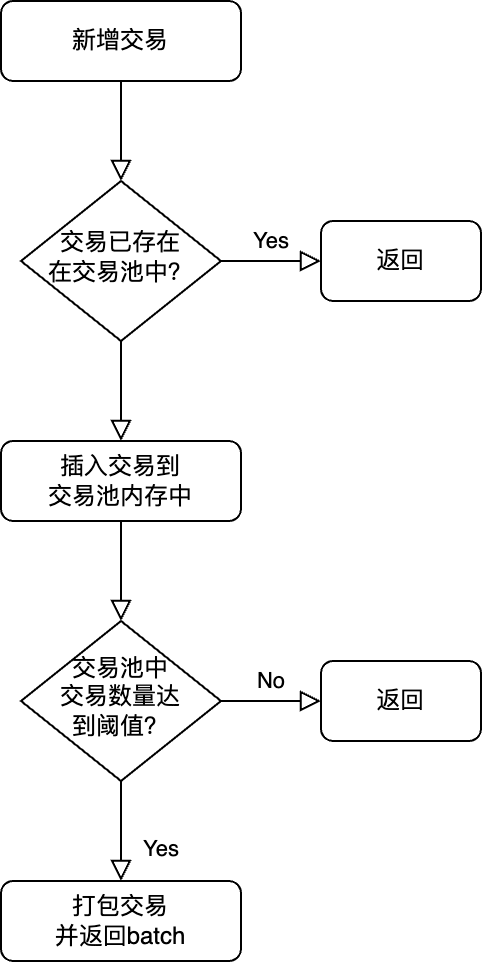 新增交易
交易已存在
在交易池中?
Yes
返回
插入交易到
交易池内存中
交易池中
交易数量达
到阈值?
No
返回
Yes
打包交易
并返回batch